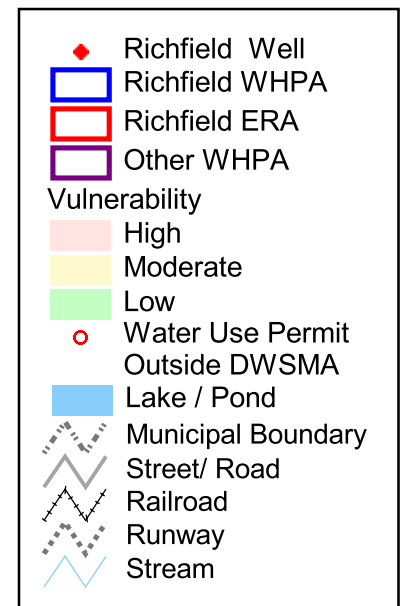 Richfield Well
Richfield WHPA
Richfield ERA
Other WHPA
Vulnerability
High
Moderate
Low
Water Use Permit
Outside DWSMA
Lake / Pond
Municipal Boundary
Street/ Road
Railroad
Runway
Stream